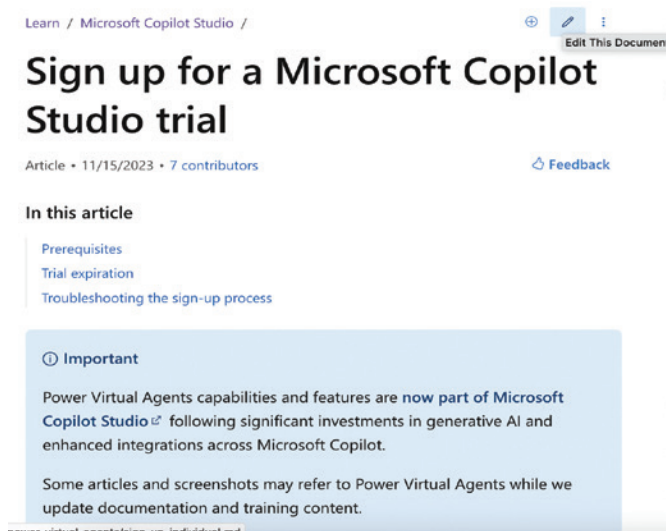 Learn / Microsoft Copilot Studio /
Edit This Documen
Sign up for a Microsoft Copilot
Studio trial
Article • 11/15/2023 • 7 contributors
Feedback
In this article
Prerequisites
Trial expiration
Troubleshooting the sign-up process
Important
Power Virtual Agents capabilities and features are now part of Microsoft
Copilot Studio following significant investments in generative AI and
enhanced integrations across Microsoft Copilot.
Some articles and screenshots may refer to Power Virtual Agents while we
update documentation and training content.